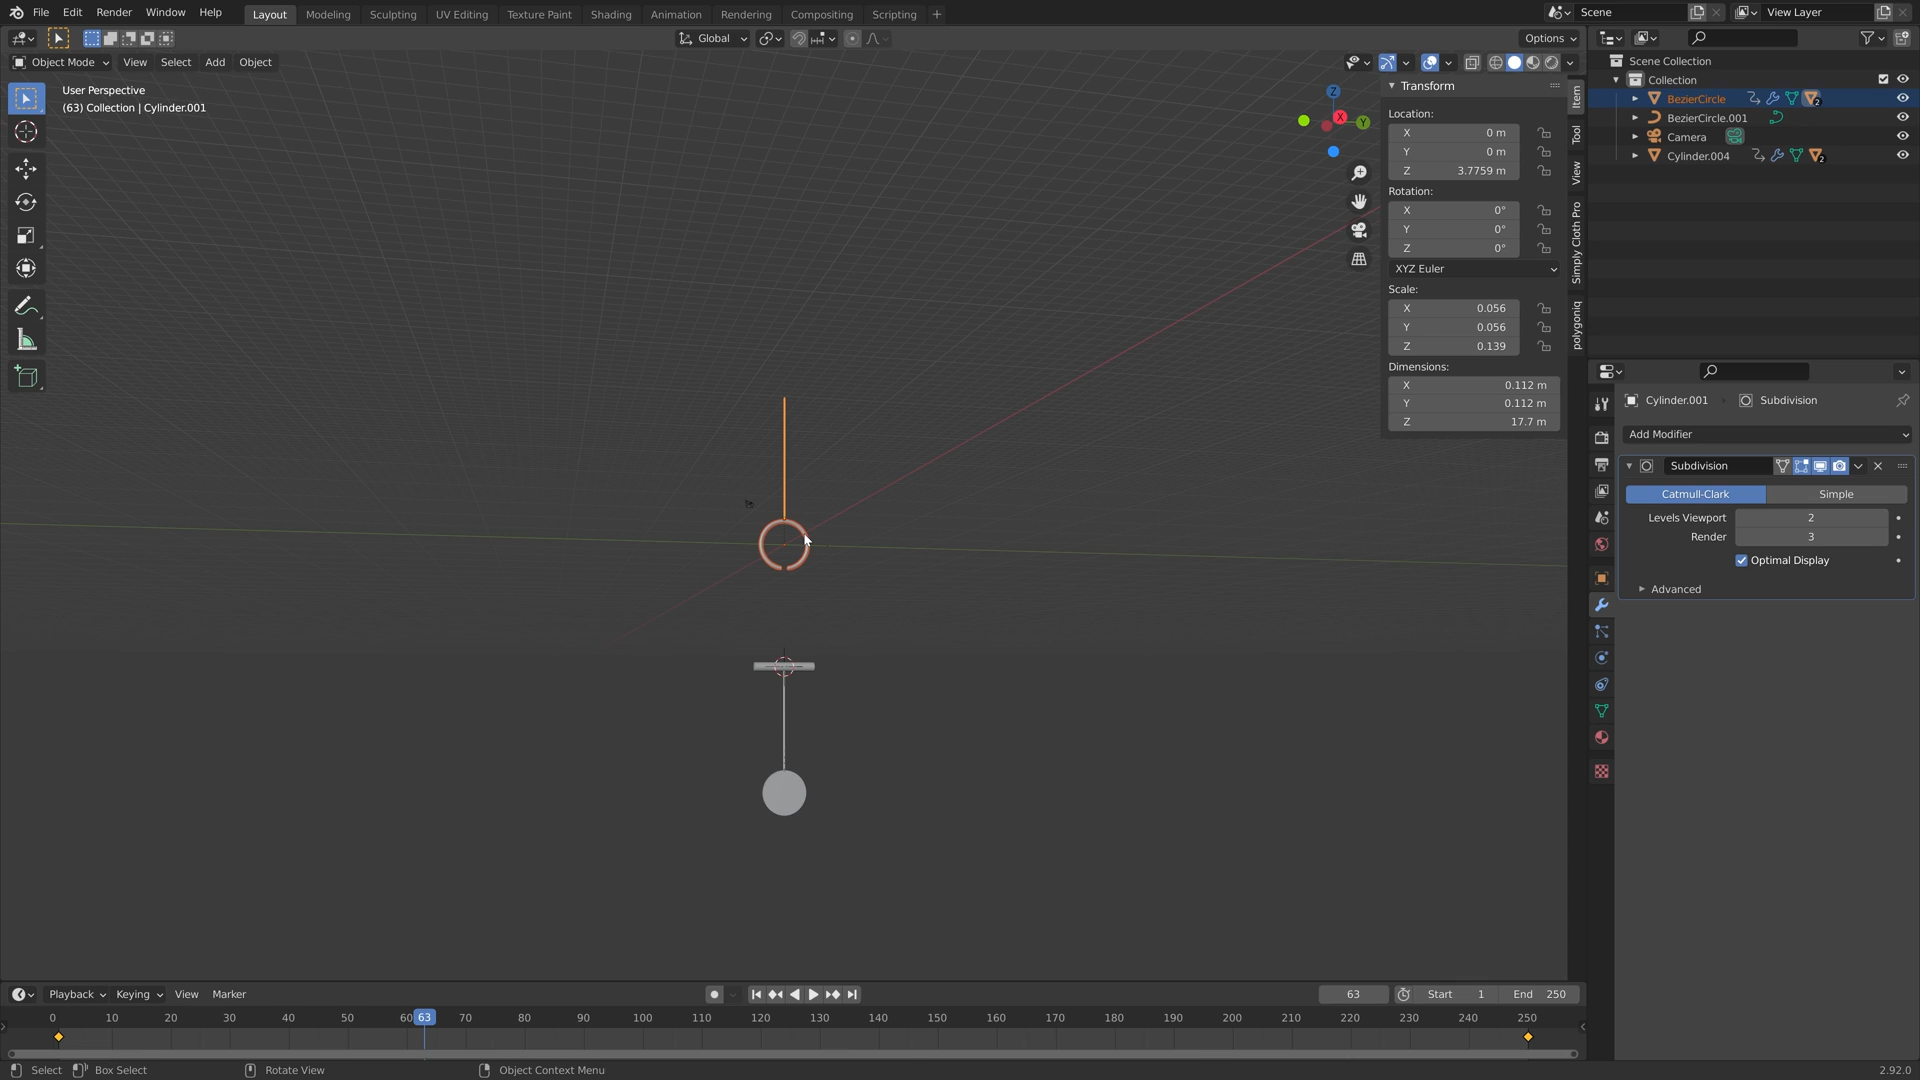 File Edit Render Window Help Layout Modeling Sculpting UV Editing Texture Paint Shading Animation Rendering Compositing Scripting + Scene View Layer
Global Options
Object Mode View Select Add Object
User Perspective
(63) Collection | Cylinder.001
Z
X
Y
Transform
Location:
X 0 m
Y 0 m
Z 3.7759 m
Rotation:
X 0°
Y 0°
Z 0°
XYZ Euler
Scale:
X 0.056
Y 0.056
Z 0.139
Dimensions:
X 0.112 m
Y 0.112 m
Z 17.7 m
Item
Tool
View
Simply Cloth Pro
polygoniq
Scene Collection
Collection
BezierCircle 2
BezierCircle.001
Camera
Cylinder.004 2
Cylinder.001 Subdivision
Add Modifier
Subdivision
Catmull-Clark Simple
Levels Viewport 2
Render 3
Optimal Display
Advanced
Playback Keying View Marker 63 Start 1 End 250
0 10 20 30 40 50 60 63 70 80 90 100 110 120 130 140 150 160 170 180 190 200 210 220 230 240 250
Select Box Select Rotate View Object Context Menu 2.92.0